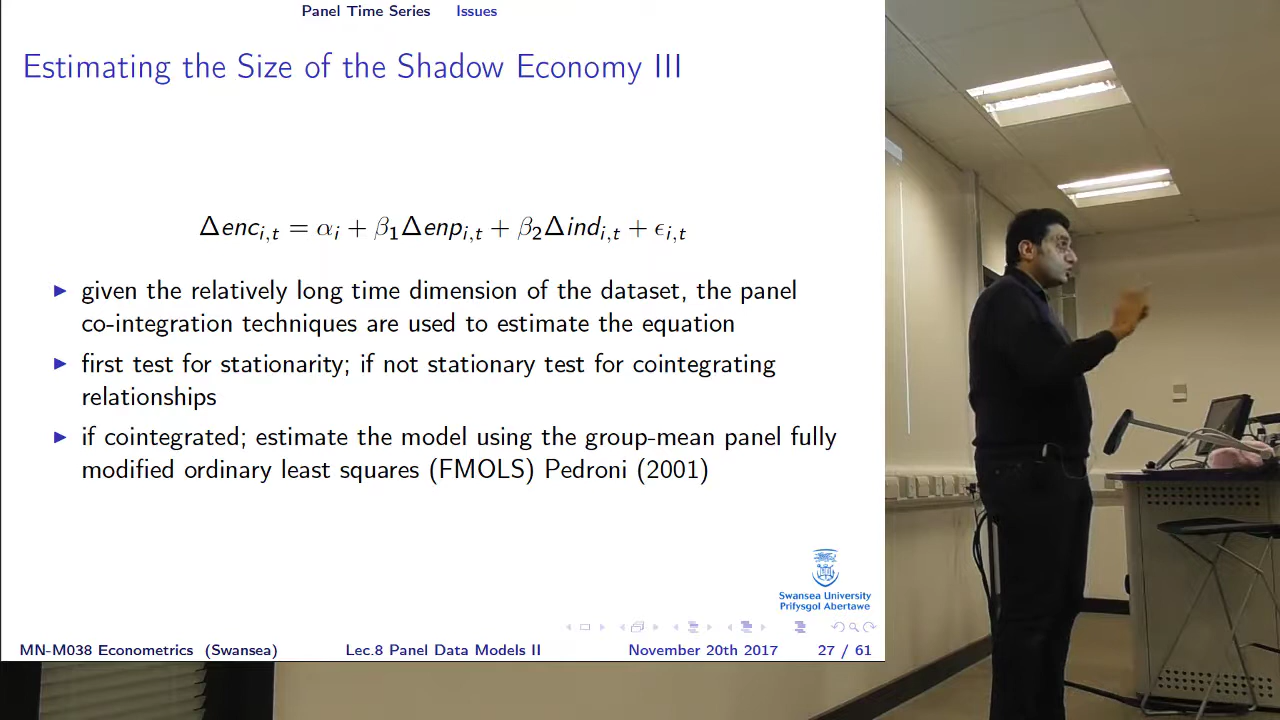 Panel Time Series Issues
Estimating the Size of the Shadow Economy III
Δenc_{i,t} = α_i + β_1Δenp_{i,t} + β_2Δind_{i,t} + ϵ_{i,t}
given the relatively long time dimension of the dataset, the panel
co-integration techniques are used to estimate the equation
first test for stationarity; if not stationary test for cointegrating
relationships
if cointegrated; estimate the model using the group-mean panel fully
modified ordinary least squares (FMOLS) Pedroni (2001)
Swansea University
Prifysgol Abertawe
MN-M038 Econometrics (Swansea) Lec.8 Panel Data Models II November 20th 2017 27 / 61